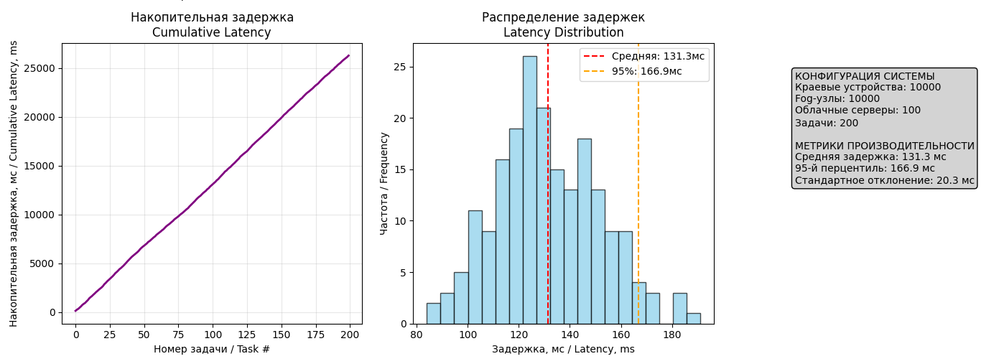 Накопительная задержка
Cumulative Latency
Накопительная задержка, мс / Cumulative Latency, ms
25000
20000
15000
10000
5000
0
0 25 50 75 100 125 150 175 200
Номер задачи / Task #
Распределение задержек
Latency Distribution
Средняя: 131.3мс
95%: 166.9мс
Частота / Frequency
25
20
15
10
5
0
80 100 120 140 160 180
Задержка, мс / Latency, ms
КОНФИГУРАЦИЯ СИСТЕМЫ
Краевые устройства: 10000
Fog-узлы: 10000
Облачные серверы: 100
Задачи: 200
МЕТРИКИ ПРОИЗВОДИТЕЛЬНОСТИ
Средняя задержка: 131.3 мс
95-й перцентиль: 166.9 мс
Стандартное отклонение: 20.3 мс